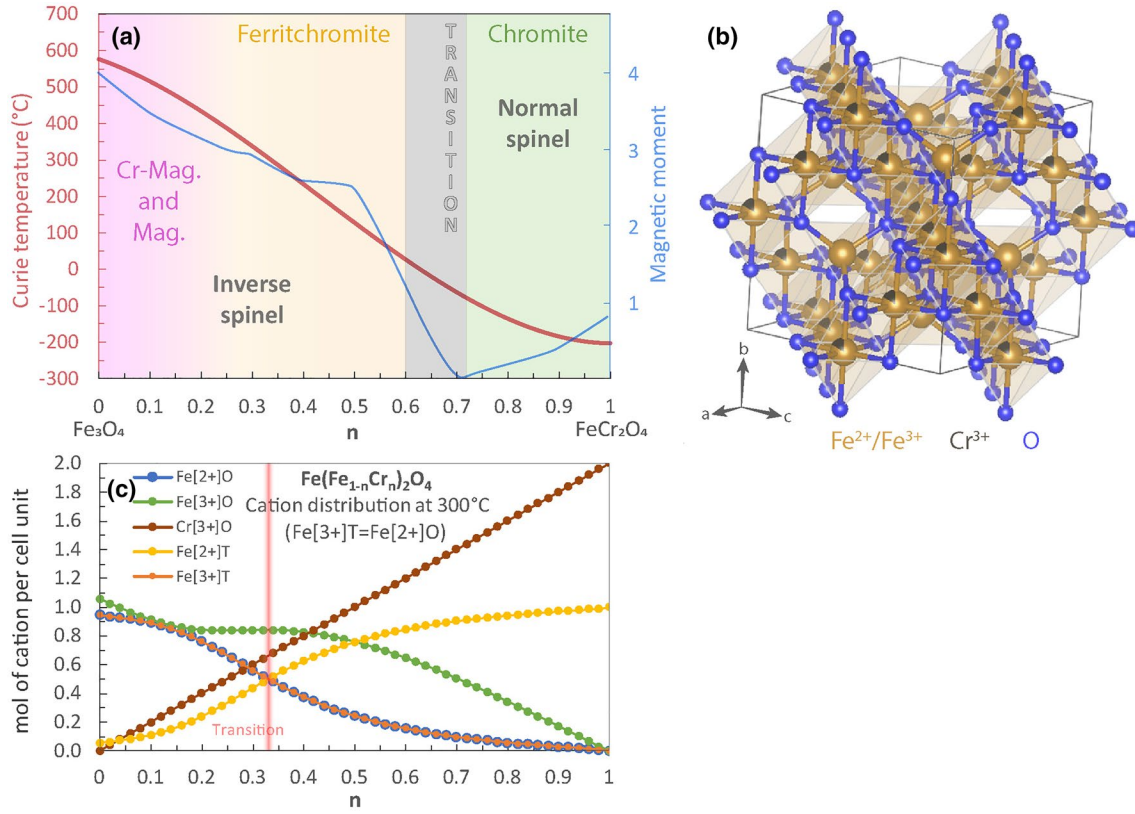 (a)
Ferritchromite
TRANSITION
Chromite
Normal
spinel
Cr-Mag.
and
Mag.
Inverse
spinel
Curie temperature (°C)
700
600
500
400
300
200
100
0
-100
-200
-300
Magnetic moment
4
3
2
1
0 0.1 0.2 0.3 0.4 0.5 0.6 0.7 0.8 0.9 1
Fe₃O₄ n FeCr₂O₄
(b)
b
a c
Fe²⁺/Fe³⁺ Cr³⁺ O
(c)
Fe[2+]O
Fe[3+]O
Cr[3+]O
Fe[2+]T
Fe[3+]T
Fe(Fe₁₋ₙCrₙ)₂O₄
Cation distribution at 300°C
(Fe[3+]T=Fe[2+]O)
Transition
mol of cation per cell unit
2.0
1.8
1.6
1.4
1.2
1.0
0.8
0.6
0.4
0.2
0.0
0 0.1 0.2 0.3 0.4 0.5 0.6 0.7 0.8 0.9 1
n